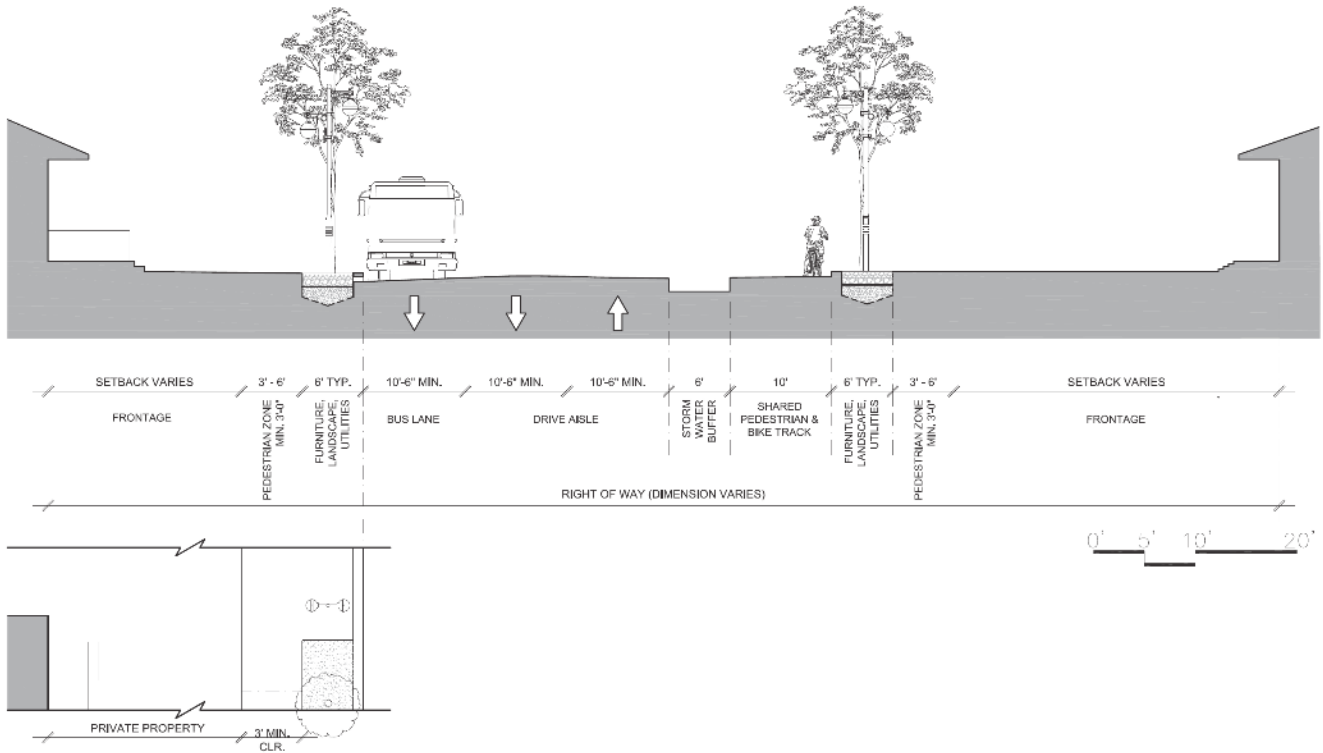 SETBACK VARIES
3' - 6'
6' TYP.
10'-6" MIN.
10'-6" MIN.
10'-6" MIN.
6'
10'
6' TYP.
3' - 6'
SETBACK VARIES
FRONTAGE
PEDESTRIAN ZONE
MIN. 3'-0"
FURNITURE,
LANDSCAPE,
UTILITIES
BUS LANE
DRIVE AISLE
STORM
WATER
BUFFER
SHARED
PEDESTRIAN &
BIKE TRACK
FURNITURE,
LANDSCAPE,
UTILITIES
PEDESTRIAN ZONE
MIN. 3'-0"
FRONTAGE
RIGHT OF WAY (DIMENSION VARIES)
0' 5' 10' 20'
PRIVATE PROPERTY
3' MIN.
CLR.